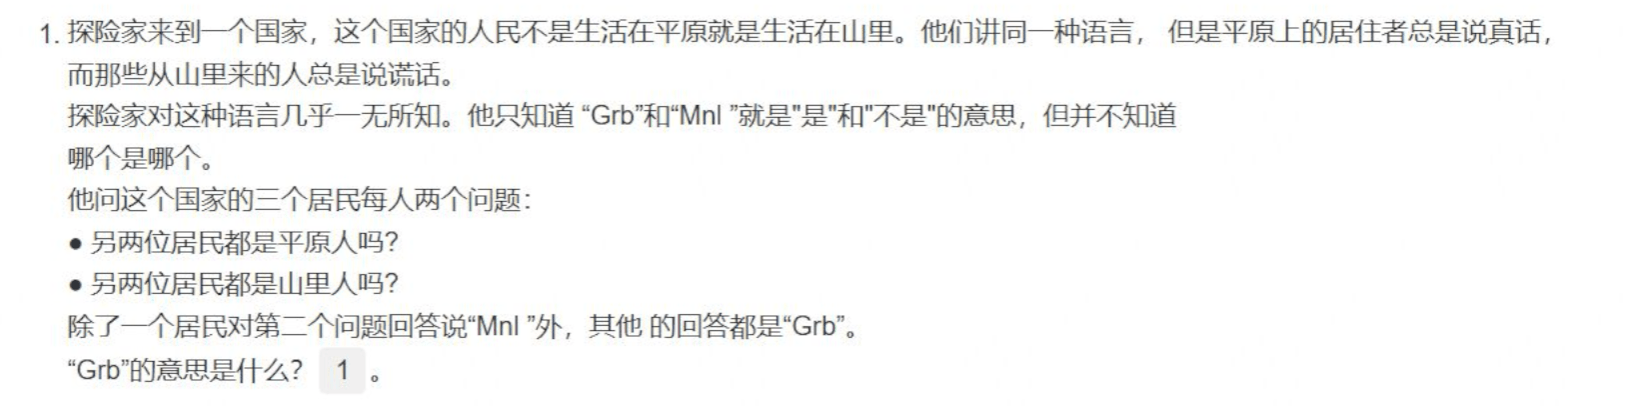 1. 探险家来到一个国家，这个国家的人民不是生活在平原就是生活在山里。他们讲同一种语言， 但是平原上的居住者总是说真话，
而那些从山里来的人总是说谎话。
探险家对这种语言几乎一无所知。他只知道 “Grb”和“Mnl ”就是"是"和"不是"的意思，但并不知道
哪个是哪个。
他问这个国家的三个居民每人两个问题：
● 另两位居民都是平原人吗?
● 另两位居民都是山里人吗?
除了一个居民对第二个问题回答说“Mnl ”外，其他 的回答都是“Grb”。
“Grb”的意思是什么? 1 。